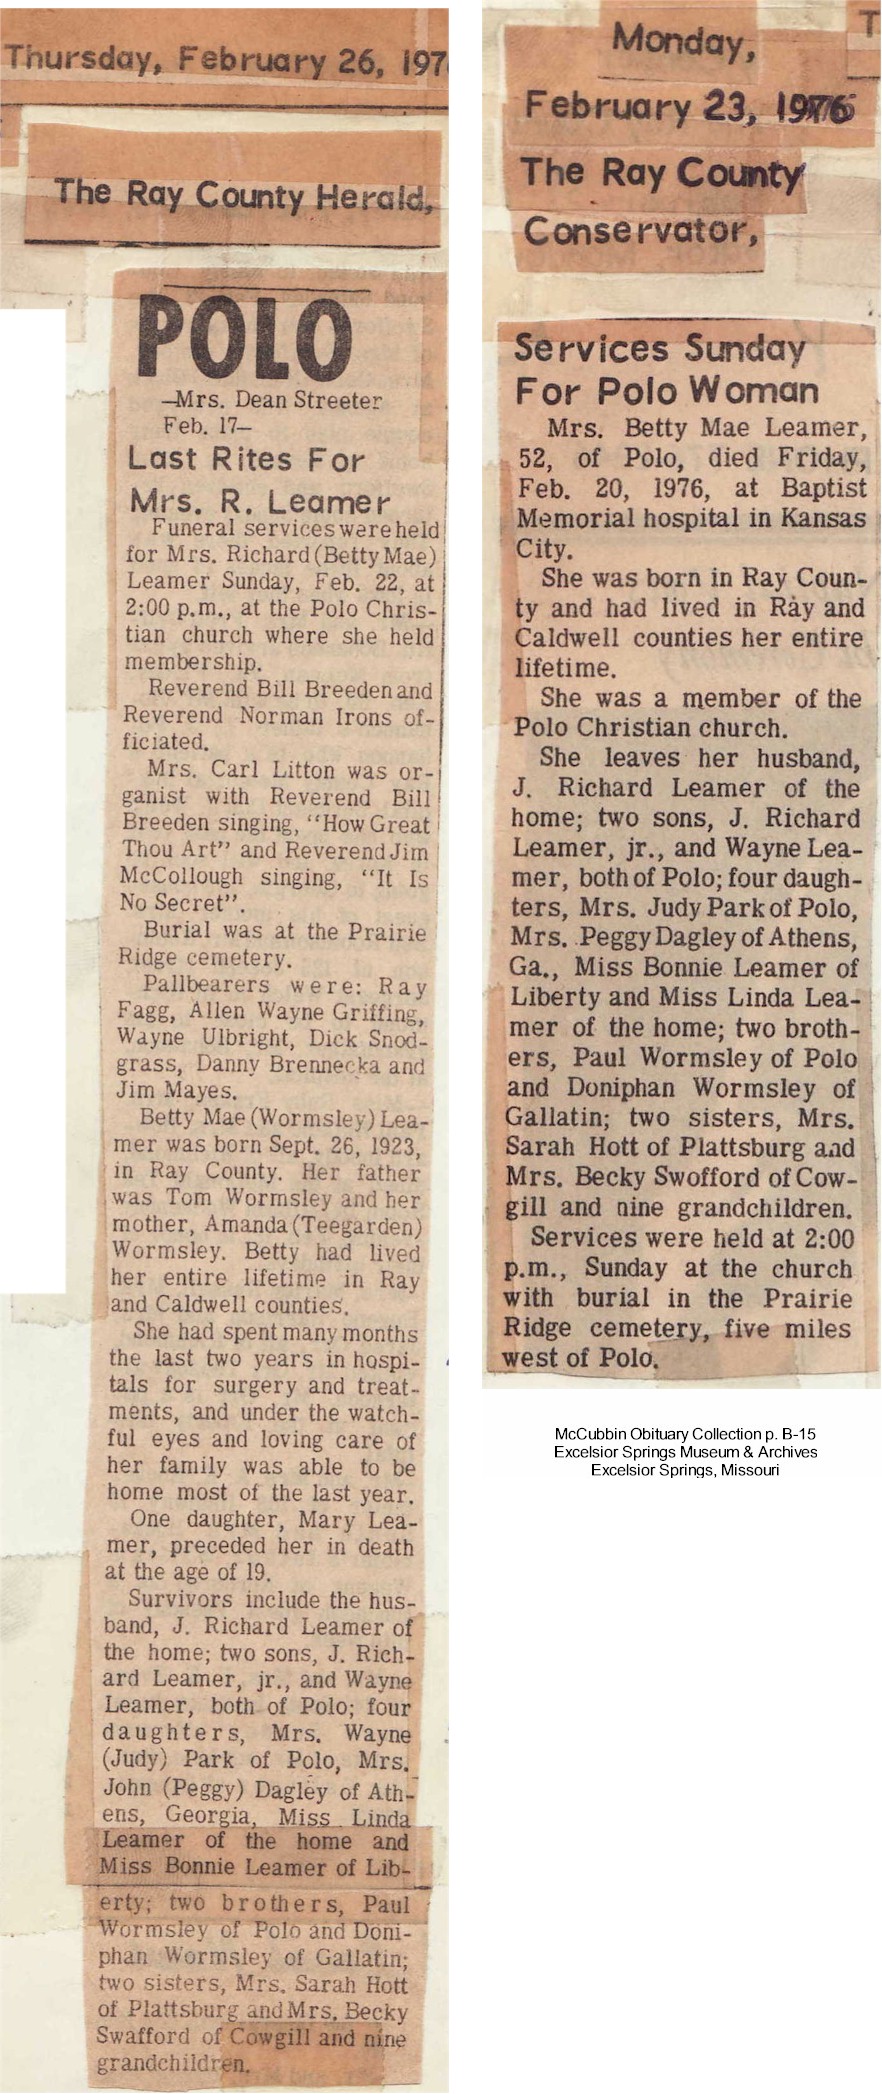 Thursday, February 26, 197
The Ray County Herald,
POLO
—Mrs. Dean Streeter
Feb. 17—
Last Rites For
Mrs. R. Leamer
Funeral services were held
for Mrs. Richard (Betty Mae)
Leamer Sunday, Feb. 22, at
2:00 p.m., at the Polo Chris-
tian church where she held
membership.
Reverend Bill Breeden and
Reverend Norman Irons of-
ficiated.
Mrs. Carl Litton was or-
ganist with Reverend Bill
Breeden singing, "How Great
Thou Art" and Reverend Jim
McCollough singing, "It Is
No Secret".
Burial was at the Prairie
Ridge cemetery.
Pallbearers were: Ray
Fagg, Allen Wayne Griffing,
Wayne Ulbright, Dick Snod-
grass, Danny Brennecka and
Jim Mayes.
Betty Mae (Wormsley) Lea-
mer was born Sept. 26, 1923,
in Ray County. Her father
was Tom Wormsley and her
mother, Amanda (Teegarden)
Wormsley. Betty had lived
her entire lifetime in Ray
and Caldwell counties.
She had spent many months
the last two years in hospi-
tals for surgery and treat-
ments, and under the watch-
ful eyes and loving care of
her family was able to be
home most of the last year.
One daughter, Mary Lea-
mer, preceded her in death
at the age of 19.
Survivors include the hus-
band, J. Richard Leamer of
the home; two sons, J. Rich-
ard Leamer, jr., and Wayne
Leamer, both of Polo; four
daughters, Mrs. Wayne
(Judy) Park of Polo, Mrs.
John (Peggy) Dagley of Ath-
ens, Georgia, Miss Linda
Leamer of the home and
Miss Bonnie Leamer of Lib-
erty; two brothers, Paul
Wormsley of Polo and Doni-
phan Wormsley of Gallatin;
two sisters, Mrs. Sarah Hott
of Plattsburg and Mrs. Becky
Swafford of Cowgill and nine
grandchildren.
T
Monday,
February 23, 1976
The Ray County
Conservator,
Services Sunday
For Polo Woman
Mrs. Betty Mae Leamer,
52, of Polo, died Friday,
Feb. 20, 1976, at Baptist
Memorial hospital in Kansas
City.
She was born in Ray Coun-
ty and had lived in Ray and
Caldwell counties her entire
lifetime.
She was a member of the
Polo Christian church.
She leaves her husband,
J. Richard Leamer of the
home; two sons, J. Richard
Leamer, jr., and Wayne Lea-
mer, both of Polo; four daugh-
ters, Mrs. Judy Park of Polo,
Mrs. Peggy Dagley of Athens,
Ga., Miss Bonnie Leamer of
Liberty and Miss Linda Lea-
mer of the home; two broth-
ers, Paul Wormsley of Polo
and Doniphan Wormsley of
Gallatin; two sisters, Mrs.
Sarah Hott of Plattsburg and
Mrs. Becky Swofford of Cow-
gill and nine grandchildren.
Services were held at 2:00
p.m., Sunday at the church
with burial in the Prairie
Ridge cemetery, five miles
west of Polo.
McCubbin Obituary Collection p. B-15
Excelsior Springs Museum & Archives
Excelsior Springs, Missouri